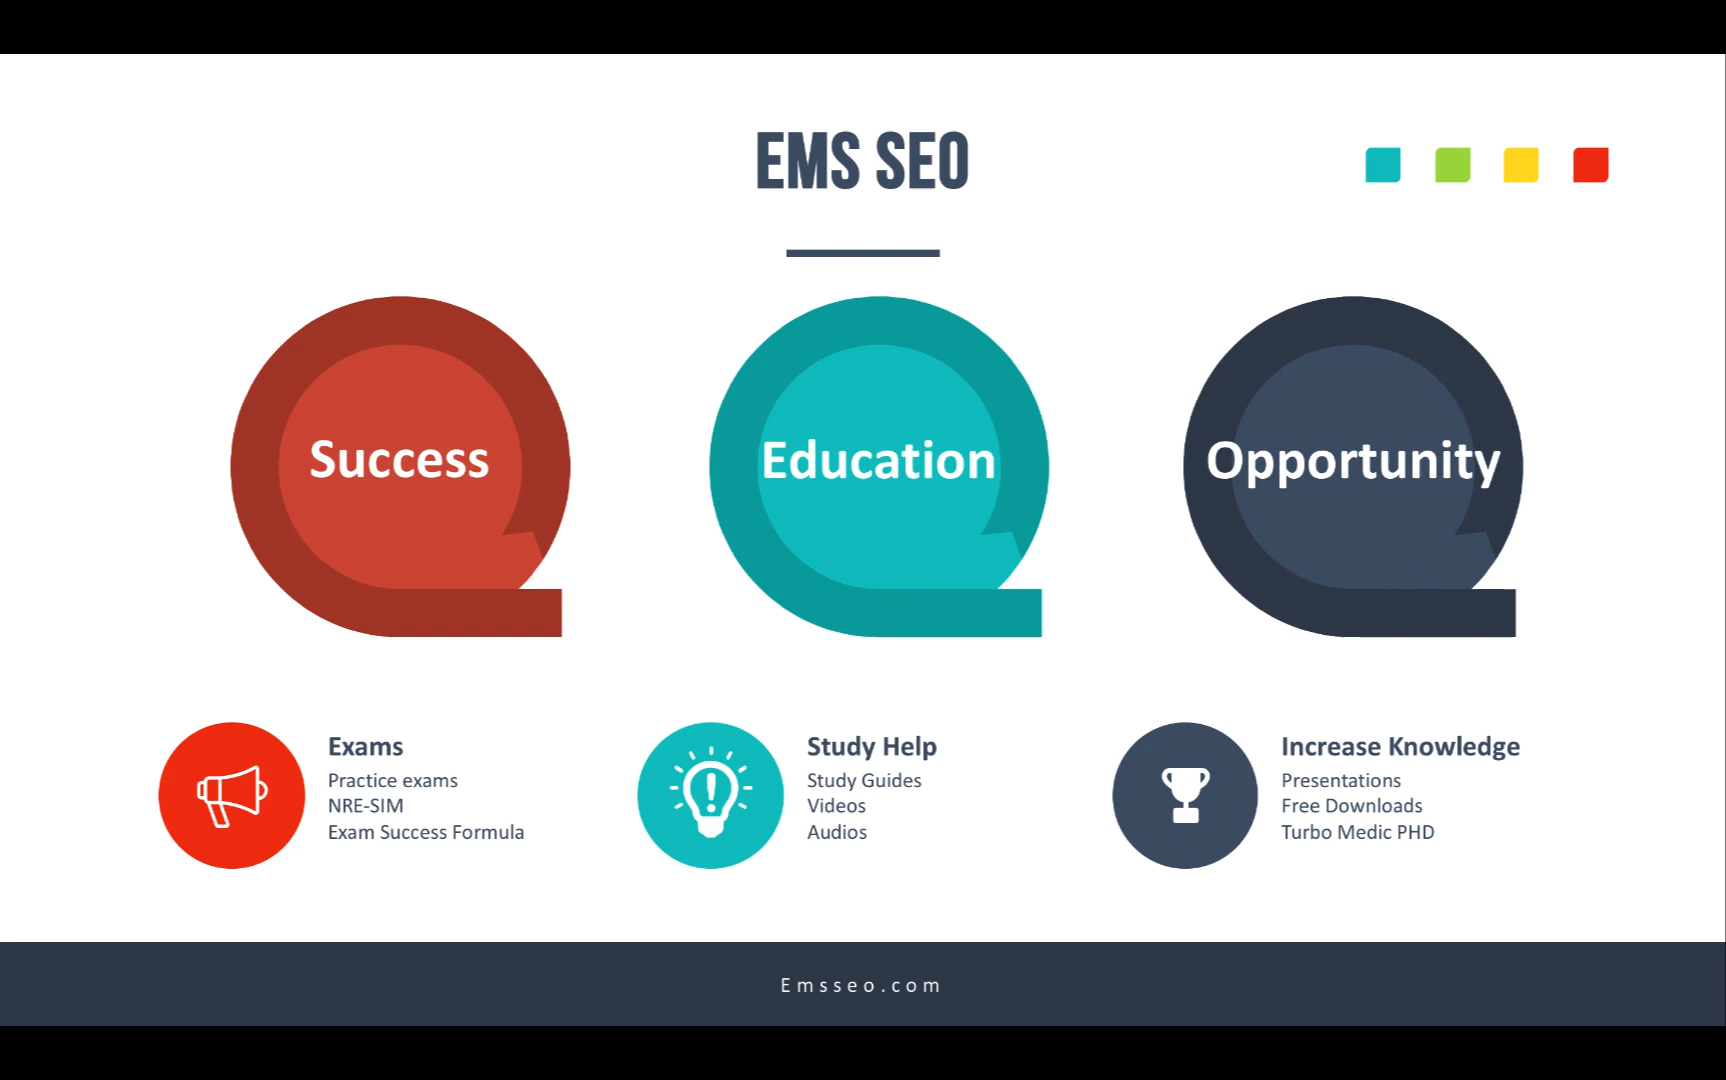 EMS SEO
Success
Education
Opportunity
Exams
Practice exams
NRE-SIM
Exam Success Formula
Study Help
Study Guides
Videos
Audios
Increase Knowledge
Presentations
Free Downloads
Turbo Medic PHD
Emsseo.com